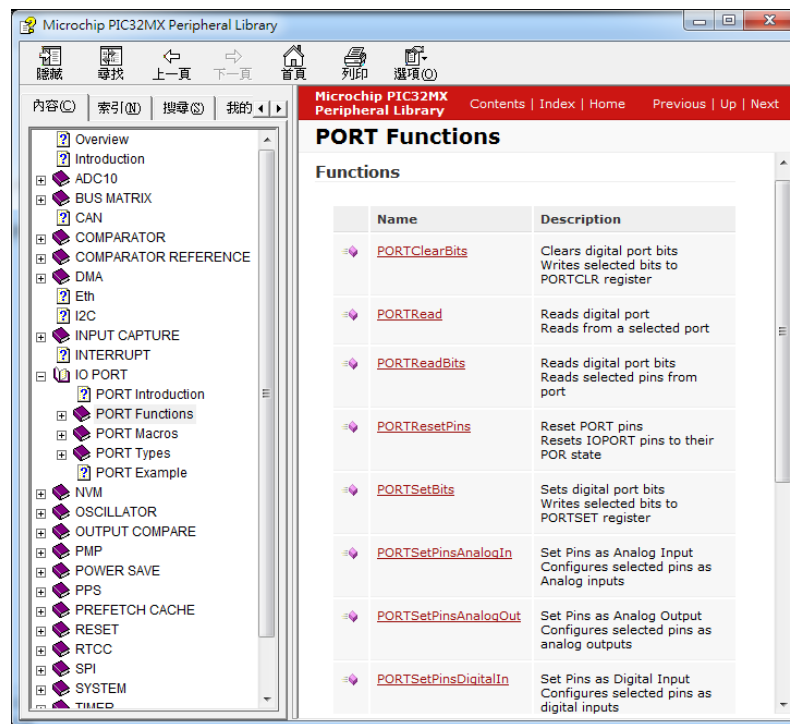 Microchip PIC32MX Peripheral Library
隱藏 尋找 上一頁 下一頁 首頁 列印 選項(O)
內容(C) 索引(N) 搜尋(S) 我的
Overview
Introduction
ADC10
BUS MATRIX
CAN
COMPARATOR
COMPARATOR REFERENCE
DMA
Eth
I2C
INPUT CAPTURE
INTERRUPT
IO PORT
PORT Introduction
PORT Functions
PORT Macros
PORT Types
PORT Example
NVM
OSCILLATOR
OUTPUT COMPARE
PMP
POWER SAVE
PPS
PREFETCH CACHE
RESET
RTCC
SPI
SYSTEM
TIMER
Microchip PIC32MX
Peripheral Library
Contents | Index | Home Previous | Up | Next
PORT Functions
Functions
Name Description
PORTClearBits Clears digital port bits
Writes selected bits to
PORTCLR register
PORTRead Reads digital port
Reads from a selected port
PORTReadBits Reads digital port bits
Reads selected pins from
port
PORTResetPins Reset PORT pins
Resets IOPORT pins to their
POR state
PORTSetBits Sets digital port bits
Writes selected bits to
PORTSET register
PORTSetPinsAnalogIn Set Pins as Analog Input
Configures selected pins as
Analog inputs
PORTSetPinsAnalogOut Set Pins as Analog Output
Configures selected pins as
analog outputs
PORTSetPinsDigitalIn Set Pins as Digital Input
Configures selected pins as
digital inputs